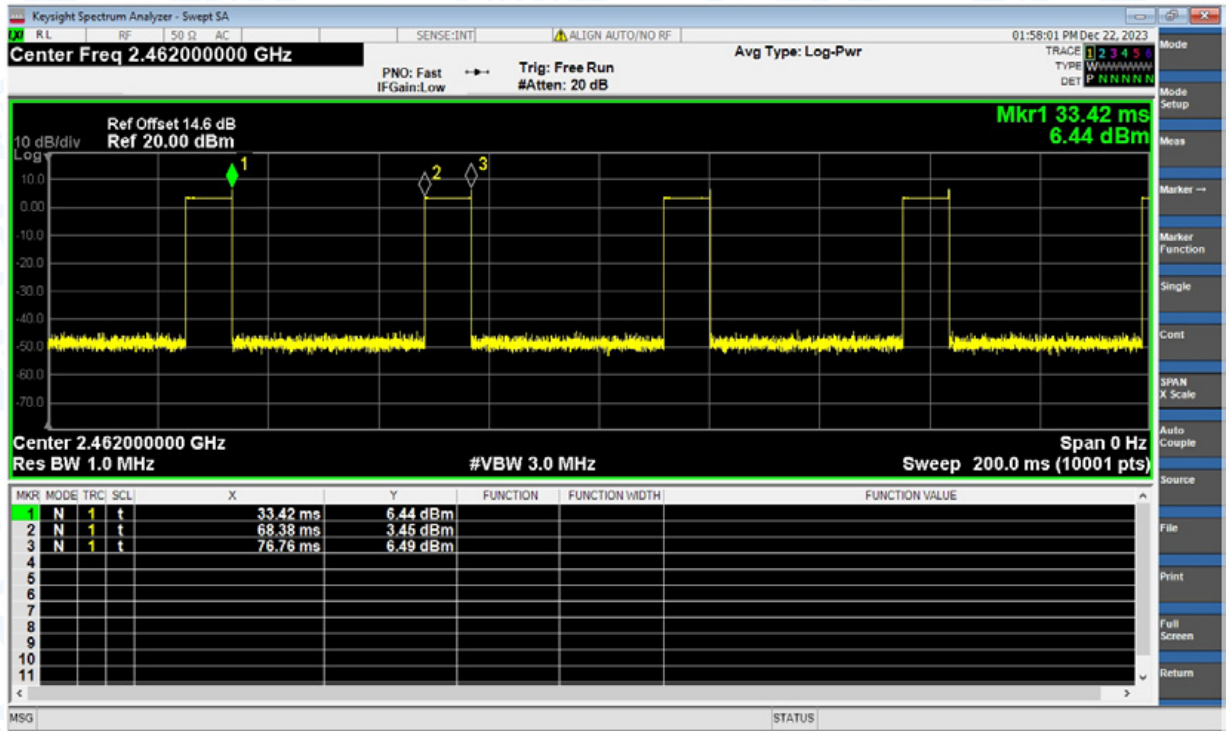 Keysight Spectrum Analyzer - Swept SA
RL RF 50 Ω AC SENSE:INT ALIGN AUTO/NO RF 01:58:01 PM Dec 22, 2023
Center Freq 2.462000000 GHz
Avg Type: Log-Pwr
TRACE 1 2 3 4 5 6
PNO: Fast Trig: Free Run
TYPE WWWWWW
IFGain:Low #Atten: 20 dB
DET P N N N N N
Ref Offset 14.6 dB
Mkr1 33.42 ms
10 dB/div Ref 20.00 dBm
6.44 dBm
Log
1
2
3
10.0
0.00
-10.0
-20.0
-30.0
-40.0
-50.0
-60.0
-70.0
Center 2.462000000 GHz Span 0 Hz
Res BW 1.0 MHz #VBW 3.0 MHz Sweep 200.0 ms (10001 pts)
MKR MODE TRC SCL X Y FUNCTION FUNCTION WIDTH FUNCTION VALUE
1 N 1 t 33.42 ms 6.44 dBm
2 N 1 t 68.38 ms 3.45 dBm
3 N 1 t 76.76 ms 6.49 dBm
4
5
6
7
8
9
10
11
MSG STATUS
Mode
Mode
Setup
Meas
Marker →
Marker
Function
Single
Cont
SPAN
X Scale
Auto
Couple
Source
File
Print
Full
Screen
Return